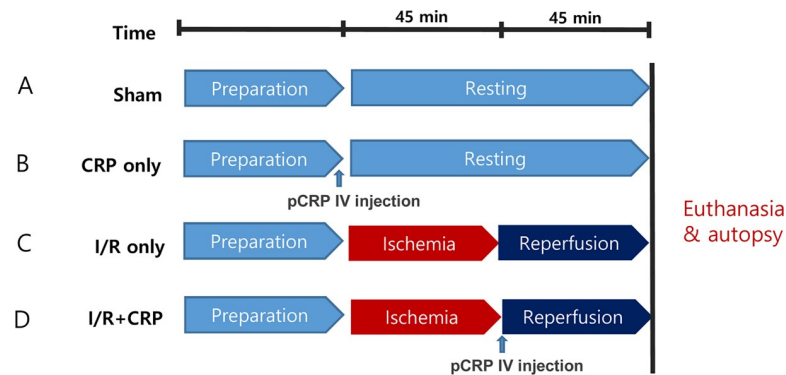 Time
45 min
45 min
A
Sham
Preparation
Resting
B
CRP only
Preparation
Resting
pCRP IV injection
C
I/R only
Preparation
Ischemia
Reperfusion
D
I/R+CRP
Preparation
Ischemia
Reperfusion
pCRP IV injection
Euthanasia
& autopsy